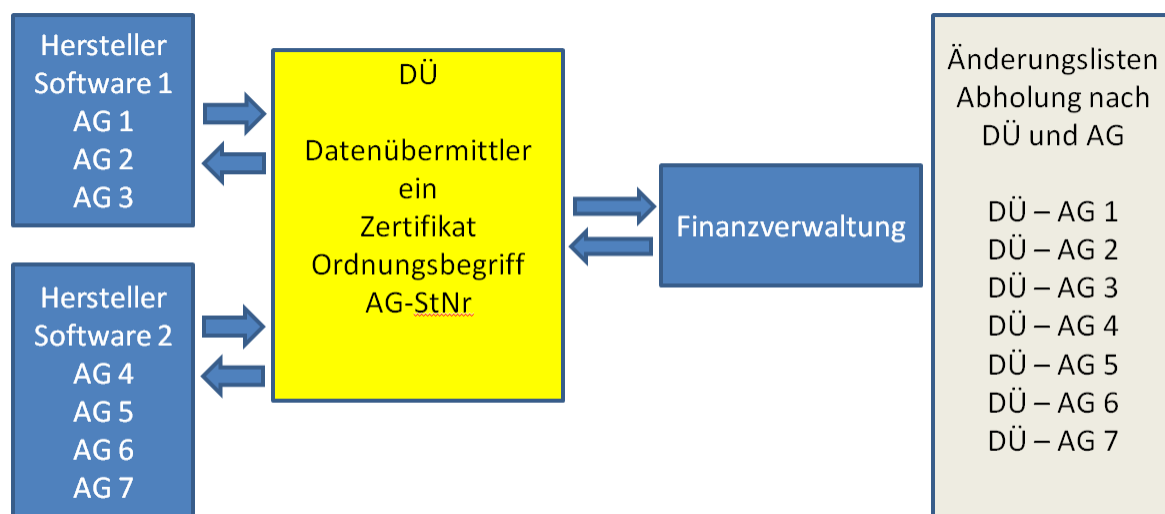 Hersteller
Software 1
AG 1
AG 2
AG 3
Hersteller
Software 2
AG 4
AG 5
AG 6
AG 7
DÜ
Datenübermittler
ein
Zertifikat
Ordnungsbegriff
AG-StNr
Finanzverwaltung
Änderungslisten
Abholung nach
DÜ und AG
DÜ – AG 1
DÜ – AG 2
DÜ – AG 3
DÜ – AG 4
DÜ – AG 5
DÜ – AG 6
DÜ – AG 7